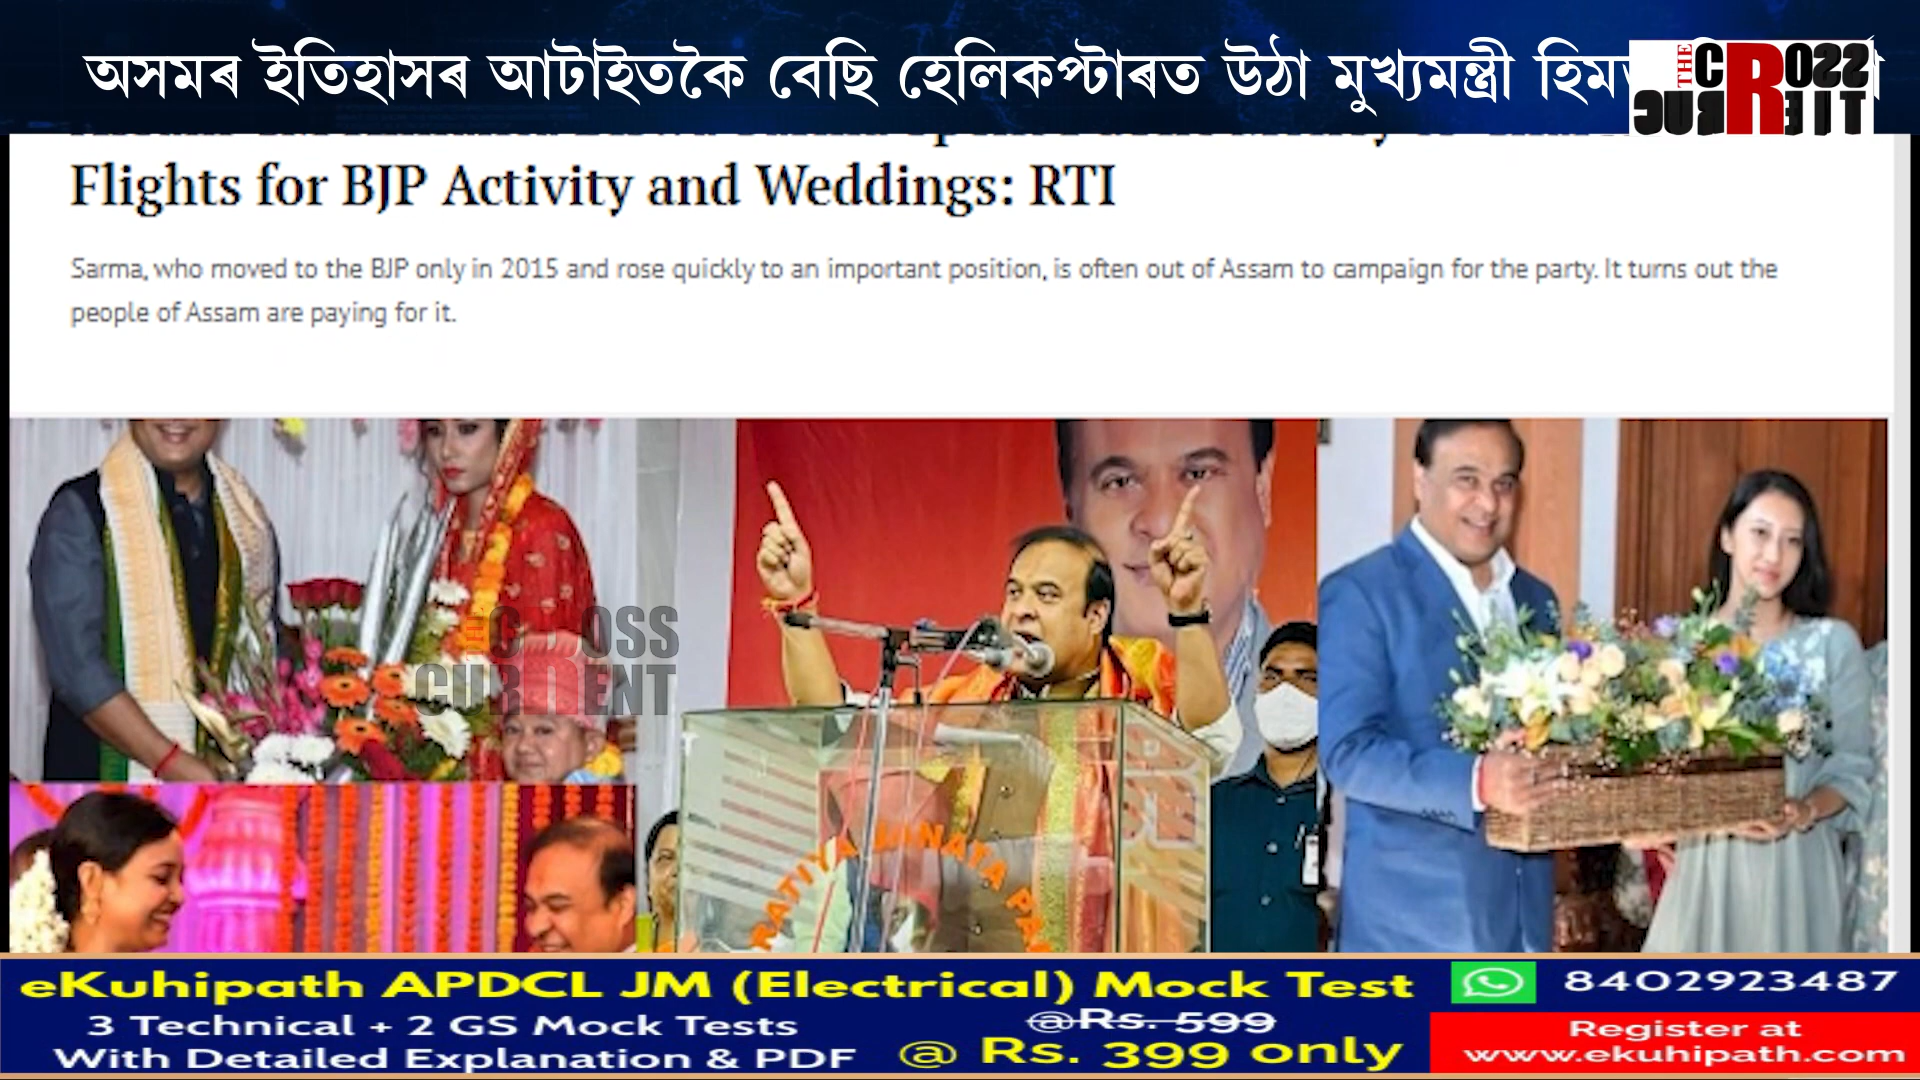 অসমৰ ইতিহাসৰ আটাইতকৈ বেছি হেলিকপ্টাৰত উঠা মুখ্যমন্ত্ৰী
THE CROSS
CURRENT
Flights for BJP Activity and Weddings: RTI
Sarma, who moved to the BJP only in 2015 and rose quickly to an important position, is often out of Assam to campaign for the party. It turns out the
people of Assam are paying for it.
THE CROSS
CURRENT
eKuhipath APDCL JM (Electrical) Mock Test
3 Technical + 2 GS Mock Tests
With Detailed Explanation & PDF
@Rs. 599
@ Rs. 399 only
8402923487
Register at
www.ekuhipath.com